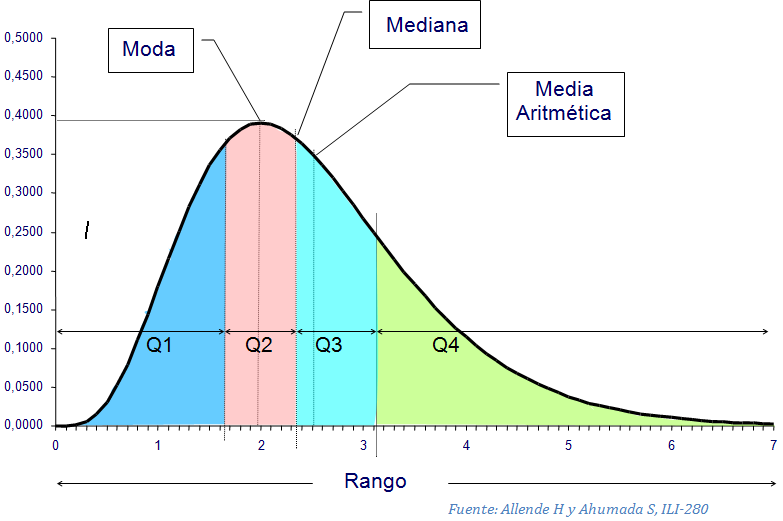 Mediana
Moda
Media
Aritmética
0,5000
0,4500
0,4000
0,3500
0,3000
0,2500
0,2000
0,1500
0,1000
0,0500
0,0000
I
Q1 Q2 Q3 Q4
0 1 2 3 4 5 6 7
Rango
Fuente: Allende H y Ahumada S, ILI-280